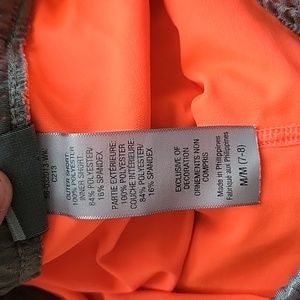 C213
OUTER SHORT:
100% POLYESTER
INNER SHORT:
84% POLYESTER/
16% SPANDEX
PARTIE EXTÉRIEURE:
100% POLYESTER
COUCHE INTÉRIEURE
84% POLYESTER/
16% SPANDEX
EXCLUSIVE OF
DECORATION
ORNEMENTS NON
COMPRIS
Made in Philippines
Fabriqué aux Philippines
M/M (7-8)